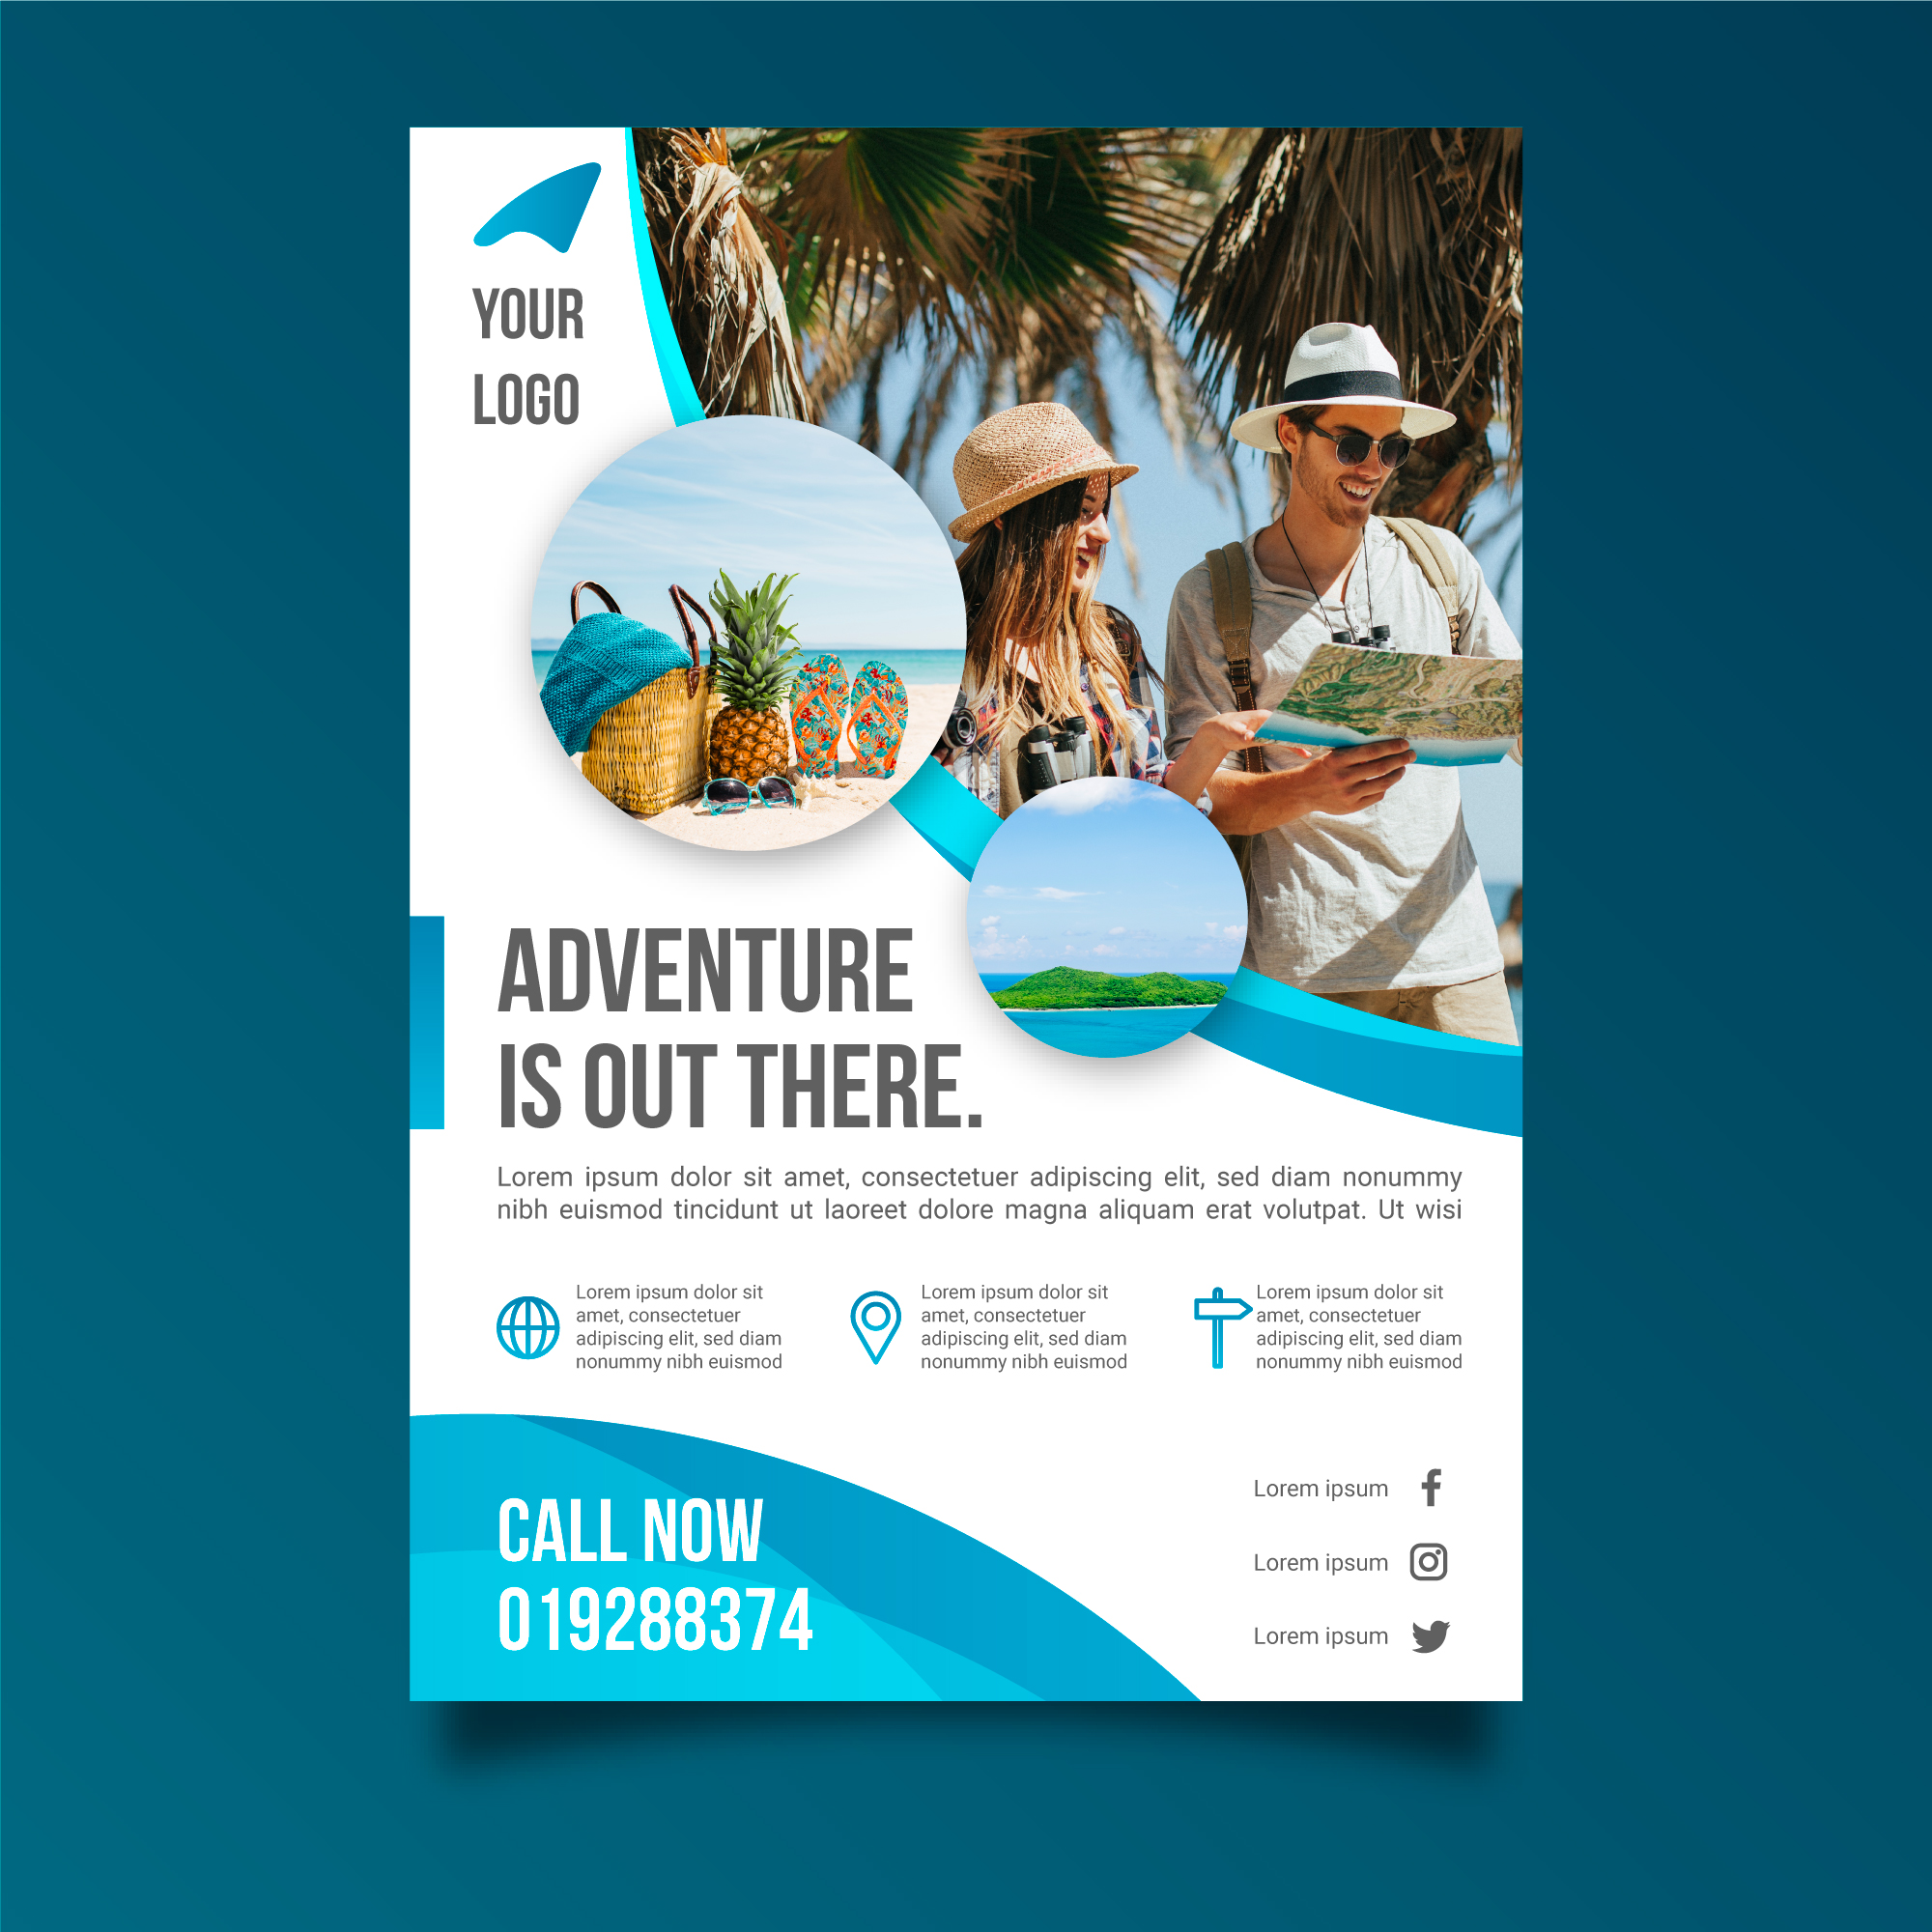 YOUR
LOGO
ADVENTURE
IS OUT THERE.
Lorem ipsum dolor sit amet, consectetuer adipiscing elit, sed diam nonummy
nibh euismod tincidunt ut laoreet dolore magna aliquam erat volutpat. Ut wisi
Lorem ipsum dolor sit
amet, consectetuer
adipiscing elit, sed diam
nonummy nibh euismod
Lorem ipsum dolor sit
amet, consectetuer
adipiscing elit, sed diam
nonummy nibh euismod
Lorem ipsum dolor sit
amet, consectetuer
adipiscing elit, sed diam
nonummy nibh euismod
CALL NOW
019288374
Lorem ipsum
Lorem ipsum
Lorem ipsum